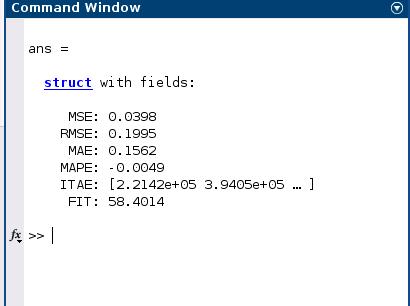 Command Window
ans =
struct with fields:
MSE: 0.0398
RMSE: 0.1995
MAE: 0.1562
MAPE: -0.0049
ITAE: [2.2142e+05 3.9405e+05 … ]
FIT: 58.4014
fx >>